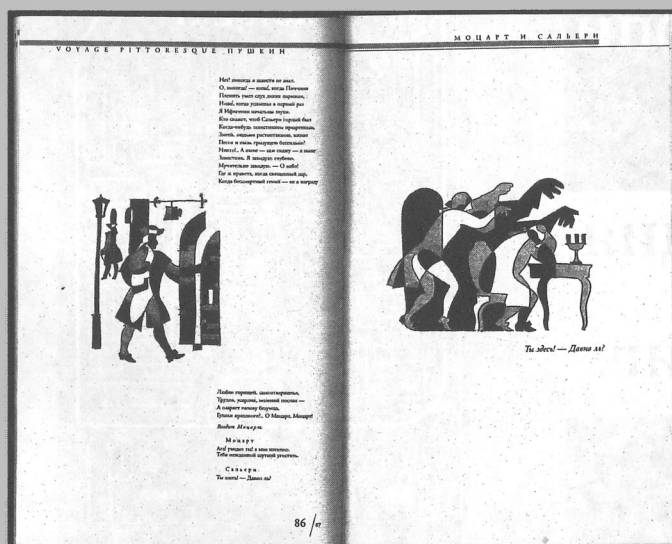 VOYAGE PITTORESQUE ПУШКИН
МОЦАРТ И САЛЬЕРИ
Нет! никогда я зависти не знал,
О, никогда! — ниже, когда Пиччини
Пленить умел слух диких парижан,
Ниже, когда услышал в первый раз
Я Ифигении начальны звуки.
Кто скажет, чтоб Сальери гордый был
Когда-нибудь завистником презренным,
Змеей, людьми растоптанною, вживе
Песок и пыль грызущею бессильно?
Никто!.. А ныне — сам скажу — я ныне
Завистник. Я завидую; глубоко,
Мучительно завидую. — О небо!
Где ж правота, когда священный дар,
Когда бессмертный гений — не в награду
Любви горящей, самоотверженья,
Трудов, усердия, молений послан —
А озаряет голову безумца,
Гуляки праздного?.. О Моцарт, Моцарт!
Входит Моцарт.
Моцарт
Ага! увидел ты! а мне хотелось
Тебя нежданной шуткой угостить.
Сальери
Ты здесь! — Давно ль?
86 / 87
Ты здесь! — Давно ль?